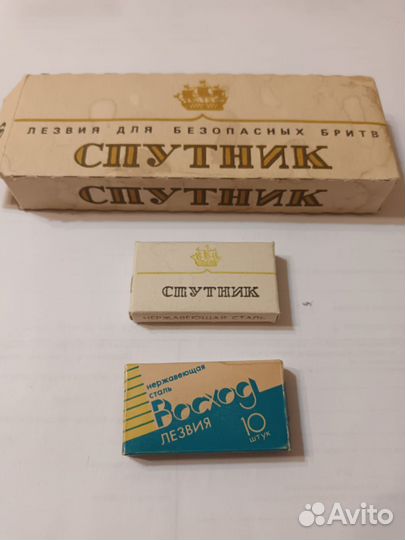 ЛЕЗВИЯ ДЛЯ БЕЗОПАСНЫХ БРИТВ
СПУТНИК
СПУТНИК
СПУТНИК
НЕРЖАВЕЮЩАЯ СТАЛЬ
нержавеющая
сталь
Восход
ЛЕЗВИЯ
10
штук
Avito